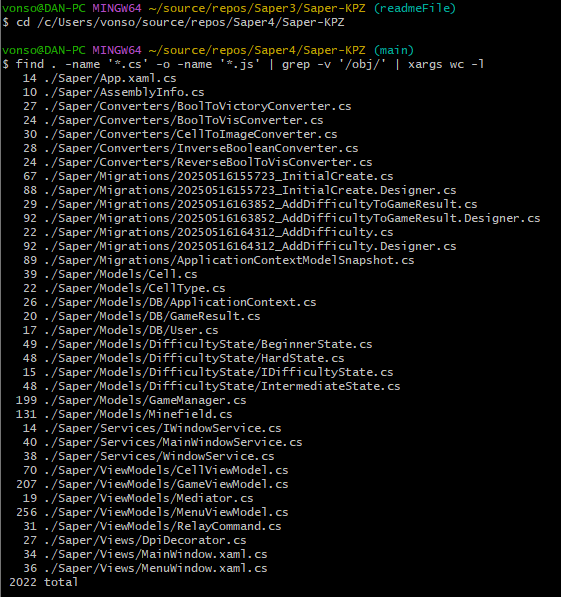 vonso@DAN-PC MINGW64 ~/source/repos/Saper3/Saper-KPZ (readmeFile)
$ cd /c/Users/vonso/source/repos/Saper4/Saper-KPZ
vonso@DAN-PC MINGW64 ~/source/repos/Saper4/Saper-KPZ (main)
$ find . -name '*.cs' -o -name '*.js' | grep -v '/obj/' | xargs wc -l
14 ./Saper/App.xaml.cs
10 ./Saper/AssemblyInfo.cs
27 ./Saper/Converters/BoolToVictoryConverter.cs
24 ./Saper/Converters/BoolToVisConverter.cs
30 ./Saper/Converters/CellToImageConverter.cs
28 ./Saper/Converters/InverseBooleanConverter.cs
24 ./Saper/Converters/ReverseBoolToVisConverter.cs
67 ./Saper/Migrations/20250516155723_InitialCreate.cs
88 ./Saper/Migrations/20250516155723_InitialCreate.Designer.cs
29 ./Saper/Migrations/20250516163852_AddDifficultyToGameResult.cs
92 ./Saper/Migrations/20250516163852_AddDifficultyToGameResult.Designer.cs
22 ./Saper/Migrations/20250516164312_AddDifficulty.cs
92 ./Saper/Migrations/20250516164312_AddDifficulty.Designer.cs
89 ./Saper/Migrations/ApplicationContextModelSnapshot.cs
39 ./Saper/Models/Cell.cs
22 ./Saper/Models/CellType.cs
26 ./Saper/Models/DB/ApplicationContext.cs
20 ./Saper/Models/DB/GameResult.cs
17 ./Saper/Models/DB/User.cs
49 ./Saper/Models/DifficultyState/BeginnerState.cs
48 ./Saper/Models/DifficultyState/HardState.cs
15 ./Saper/Models/DifficultyState/IDifficultyState.cs
48 ./Saper/Models/DifficultyState/IntermediateState.cs
199 ./Saper/Models/GameManager.cs
131 ./Saper/Models/Minefield.cs
14 ./Saper/Services/IWindowService.cs
40 ./Saper/Services/MainWindowService.cs
38 ./Saper/Services/WindowService.cs
70 ./Saper/ViewModels/CellViewModel.cs
207 ./Saper/ViewModels/GameViewModel.cs
19 ./Saper/ViewModels/Mediator.cs
256 ./Saper/ViewModels/MenuViewModel.cs
31 ./Saper/ViewModels/RelayCommand.cs
27 ./Saper/Views/DpiDecorator.cs
34 ./Saper/Views/MainWindow.xaml.cs
36 ./Saper/Views/MenuWindow.xaml.cs
2022 total